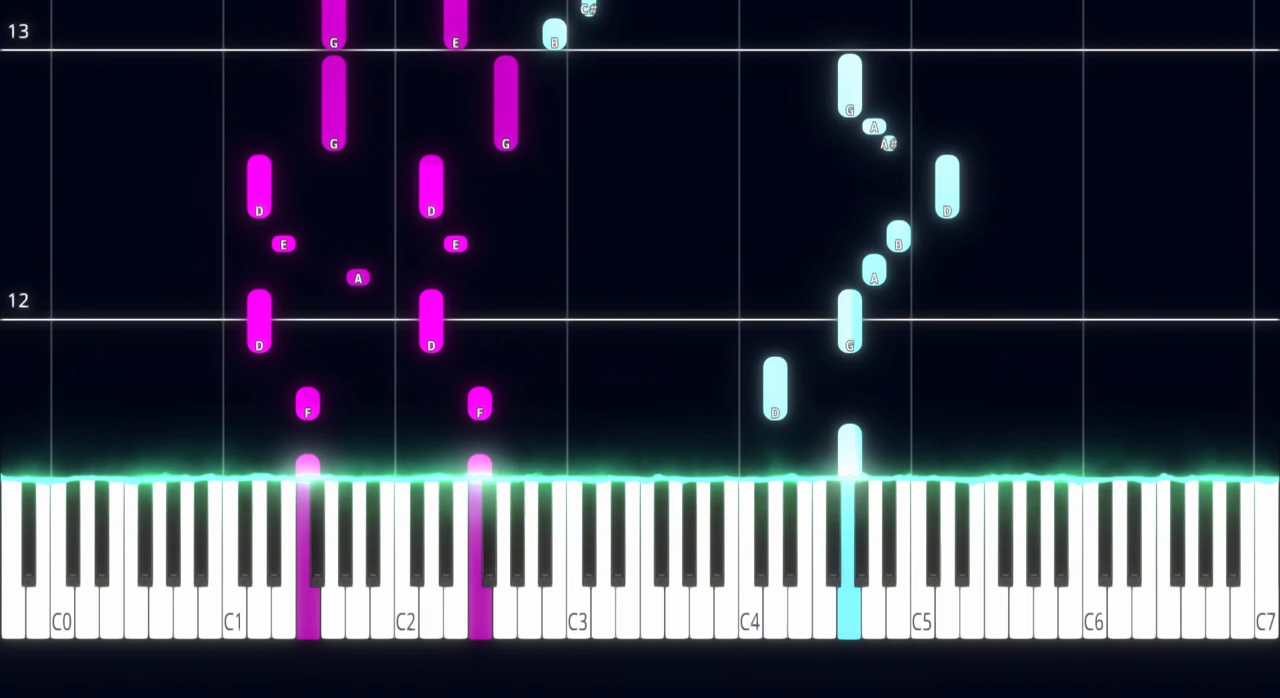 C#
13
G E B
G
A
G G A#
D D D
E E B
A A
12
D D G
F F D
C0 C1 C2 C3 C4 C5 C6 C7